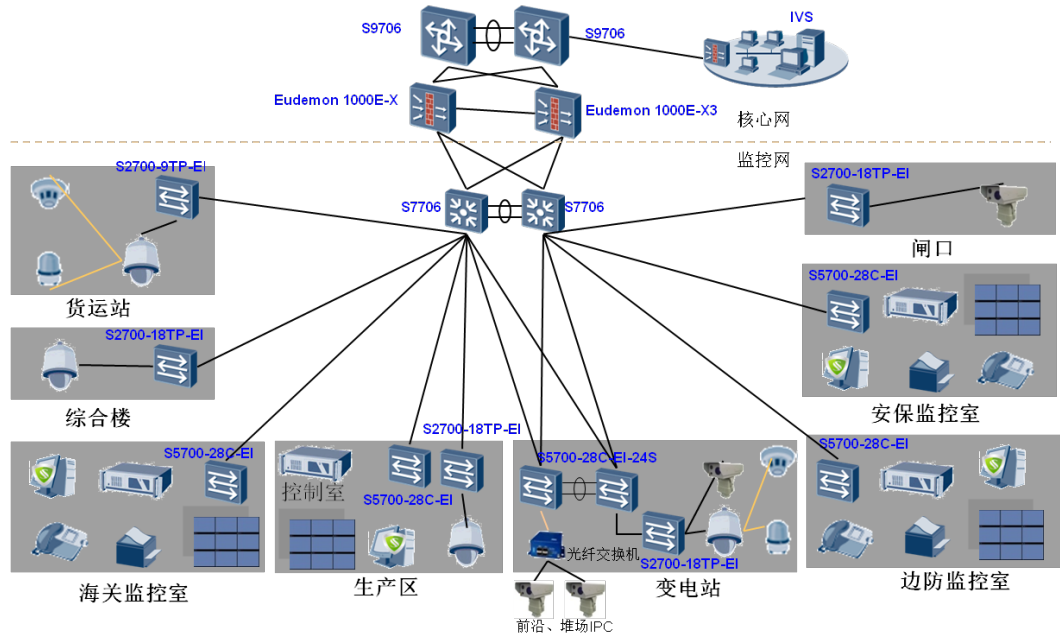 IVS
S9706
S9706
Eudemon 1000E-X
Eudemon 1000E-X3
核心网
监控网
S2700-9TP-EI
S2700-18TP-EI
S7706
S7706
闸口
S5700-28C-EI
货运站
S2700-18TP-EI
安保监控室
综合楼
S2700-18TP-EI
S5700-28C-EI
S5700-28C-EI-24S
S5700-28C-EI
控制室
S5700-28C-EI
光纤交换机
S2700-18TP-EI
海关监控室
生产区
变电站
边防监控室
前沿、堆场IPC